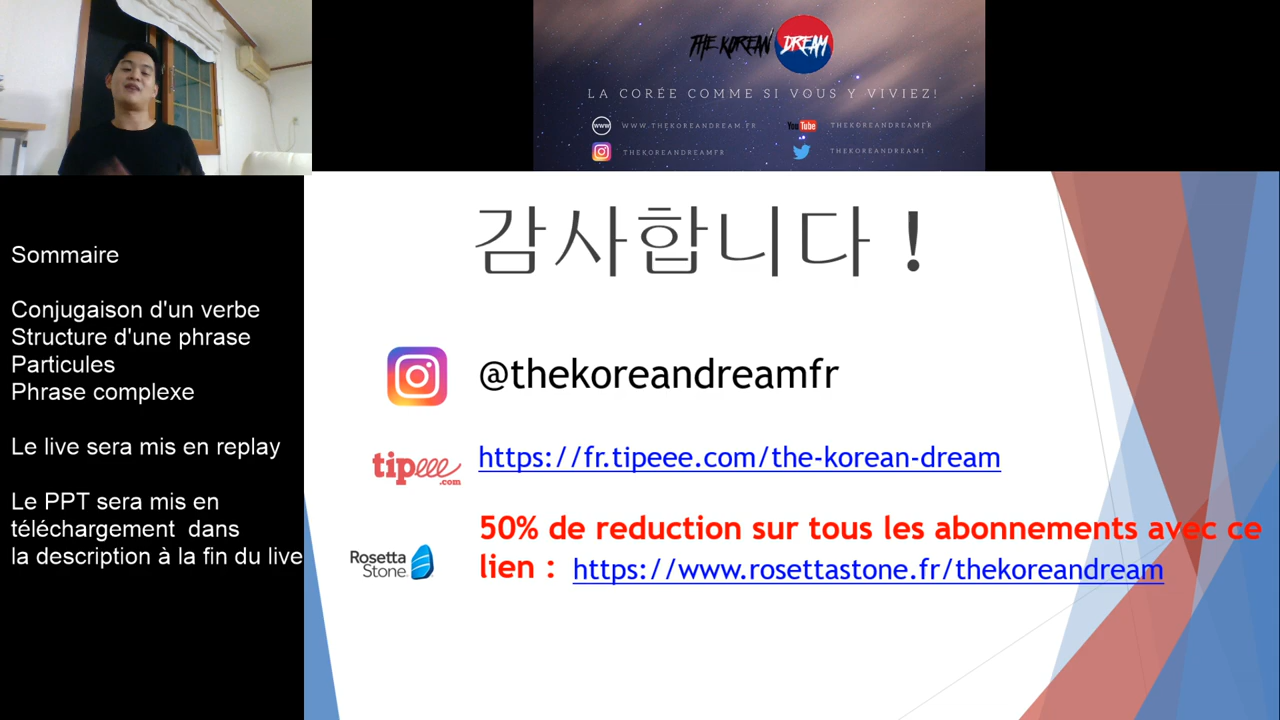 THE KOREAN DREAM
LA CORÉE COMME SI VOUS Y VIVIEZ!
WWW WWW.THEKOREANDREAM.FR
YouTube THEKOREANDREAMFR
THEKOREANDREAMFR
THEKOREANDREAM1
Sommaire
Conjugaison d'un verbe
Structure d'une phrase
Particules
Phrase complexe
Le live sera mis en replay
Le PPT sera mis en
téléchargement dans
la description à la fin du live
감사합니다!
@thekoreandreamfr
tipeee.com
https://fr.tipeee.com/the-korean-dream
Rosetta
Stone
50% de reduction sur tous les abonnements avec ce
lien : https://www.rosettastone.fr/thekoreandream